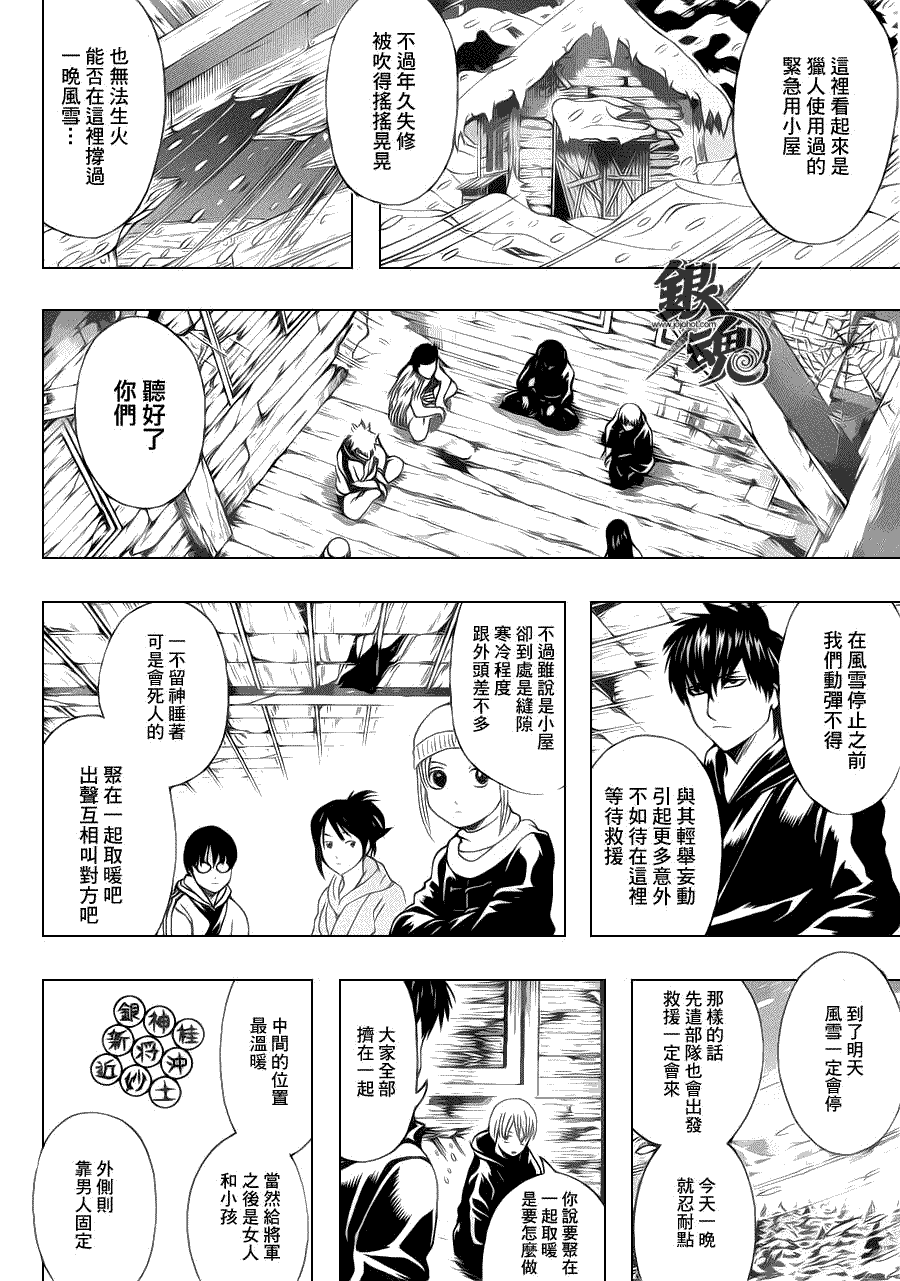 這裡看起來是
獵人使用過的
緊急用小屋
不過年久失修
被吹得搖搖晃晃
也無法生火
能否在這裡撐過
一晚風雪…
銀魂
www.jojohot.com
聽好了
你們
在風雪停止之前
我們動彈不得
與其輕舉妄動
引起更多意外
不如待在這裡
等待救援
不過雖說是小屋
卻到處是縫隙
寒冷程度
跟外頭差不多
一不留神睡著
可是會死人的
聚在一起取暖吧
出聲互相叫對方吧
到了明天
風雪一定會停
那樣的話
先遣部隊也會出發
救援一定會來
今天一晚
就忍耐點
大家全部
擠在一起
你說要聚在
一起取暖
是要怎麼做
中間的位置
最溫暖
當然給將軍
之後是女人
和小孩
銀神桂
新將沖
近妙土
外側則
靠男人固定